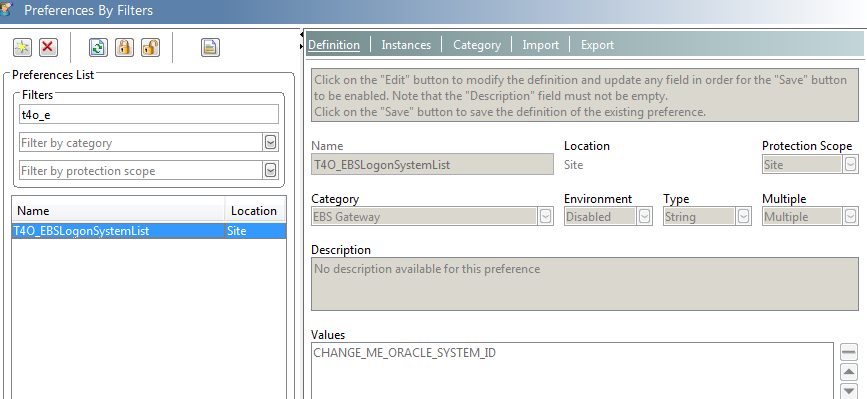 Preferences By Filters
Preferences List
Filters
t4o_e
Filter by category
Filter by protection scope
Name Location
T4O_EBSLogonSystemList Site
Definition Instances Category Import Export
Click on the "Edit" button to modify the definition and update any field in order for the "Save" button
to be enabled. Note that the "Description" field must not be empty.
Click on the "Save" button to save the definition of the existing preference.
Name Location Protection Scope
T4O_EBSLogonSystemList Site Site
Category Environment Type Multiple
EBS Gateway Disabled String Multiple
Description
No description available for this preference
Values
CHANGE_ME_ORACLE_SYSTEM_ID